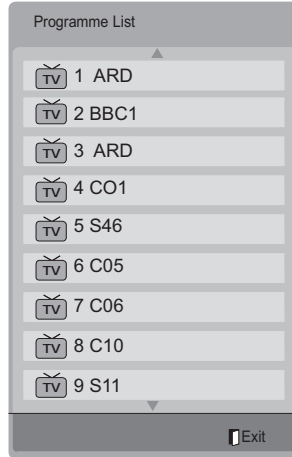 Programme List
TV 1 ARD
TV 2 BBC1
TV 3 ARD
TV 4 CO1
TV 5 S46
TV 6 C05
TV 7 C06
TV 8 C10
TV 9 S11
Exit